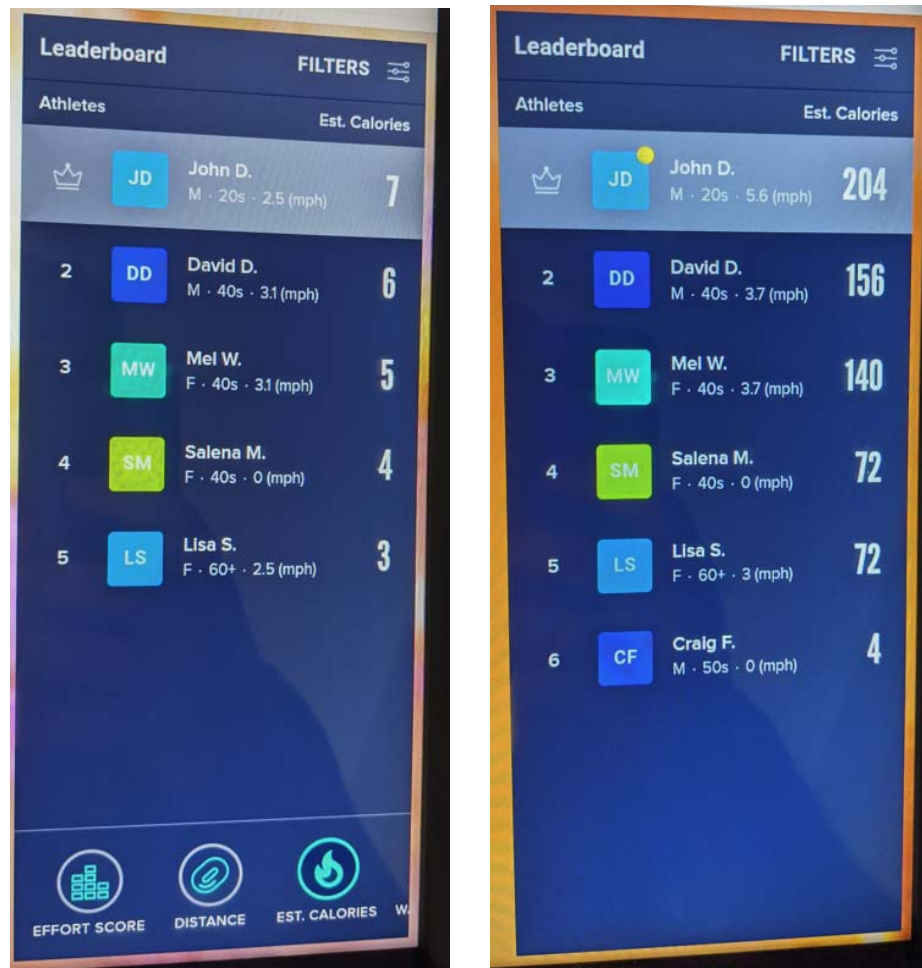 Leaderboard FILTERS
Athletes Est. Calories
JD John D. 7
M · 20s · 2.5 (mph)
2 DD David D. 6
M · 40s · 3.1 (mph)
3 MW Mel W. 5
F · 40s · 3.1 (mph)
4 SM Salena M. 4
F · 40s · 0 (mph)
5 LS Lisa S. 3
F · 60+ · 2.5 (mph)
EFFORT SCORE DISTANCE EST. CALORIES W
Leaderboard FILTERS
Athletes Est. Calories
JD John D. 204
M · 20s · 5.6 (mph)
2 DD David D. 156
M · 40s · 3.7 (mph)
3 MW Mel W. 140
F · 40s · 3.7 (mph)
4 SM Salena M. 72
F · 40s · 0 (mph)
5 LS Lisa S. 72
F · 60+ · 3 (mph)
6 CF Craig F. 4
M · 50s · 0 (mph)